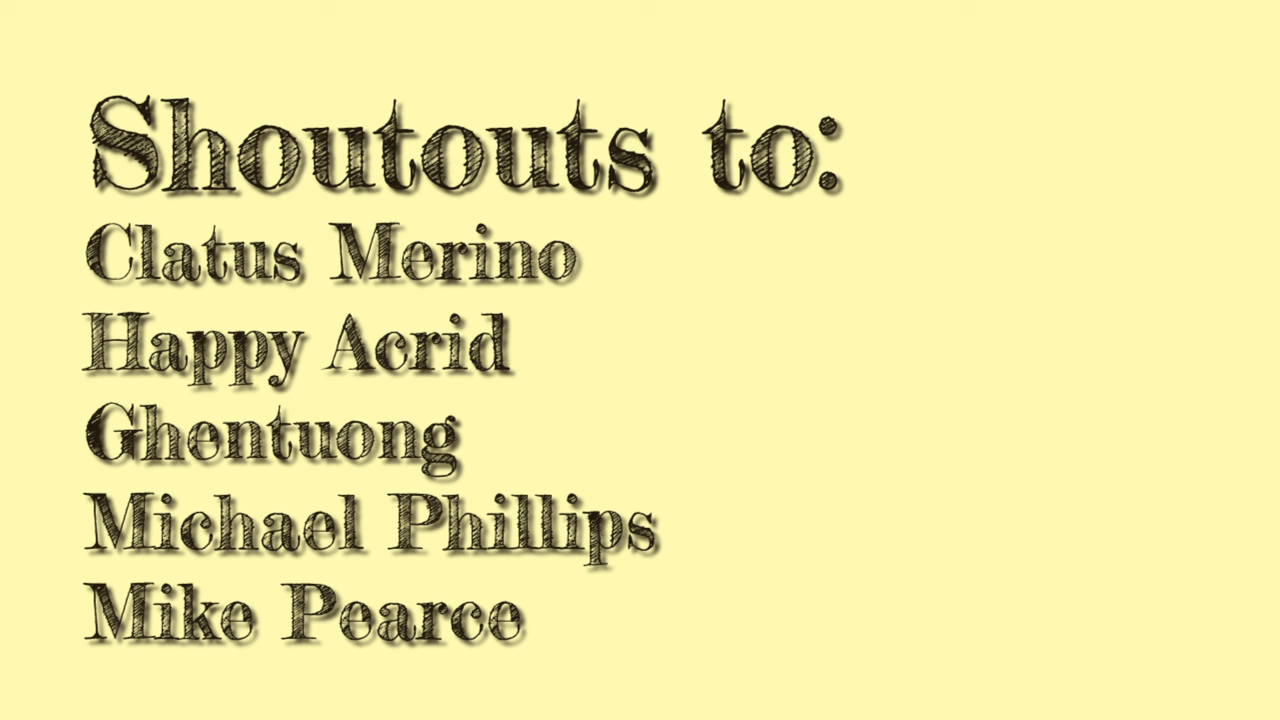 Shoutouts to:
Clatus Merino
Happy Acrid
Ghentuong
Michael Phillips
Mike Pearce